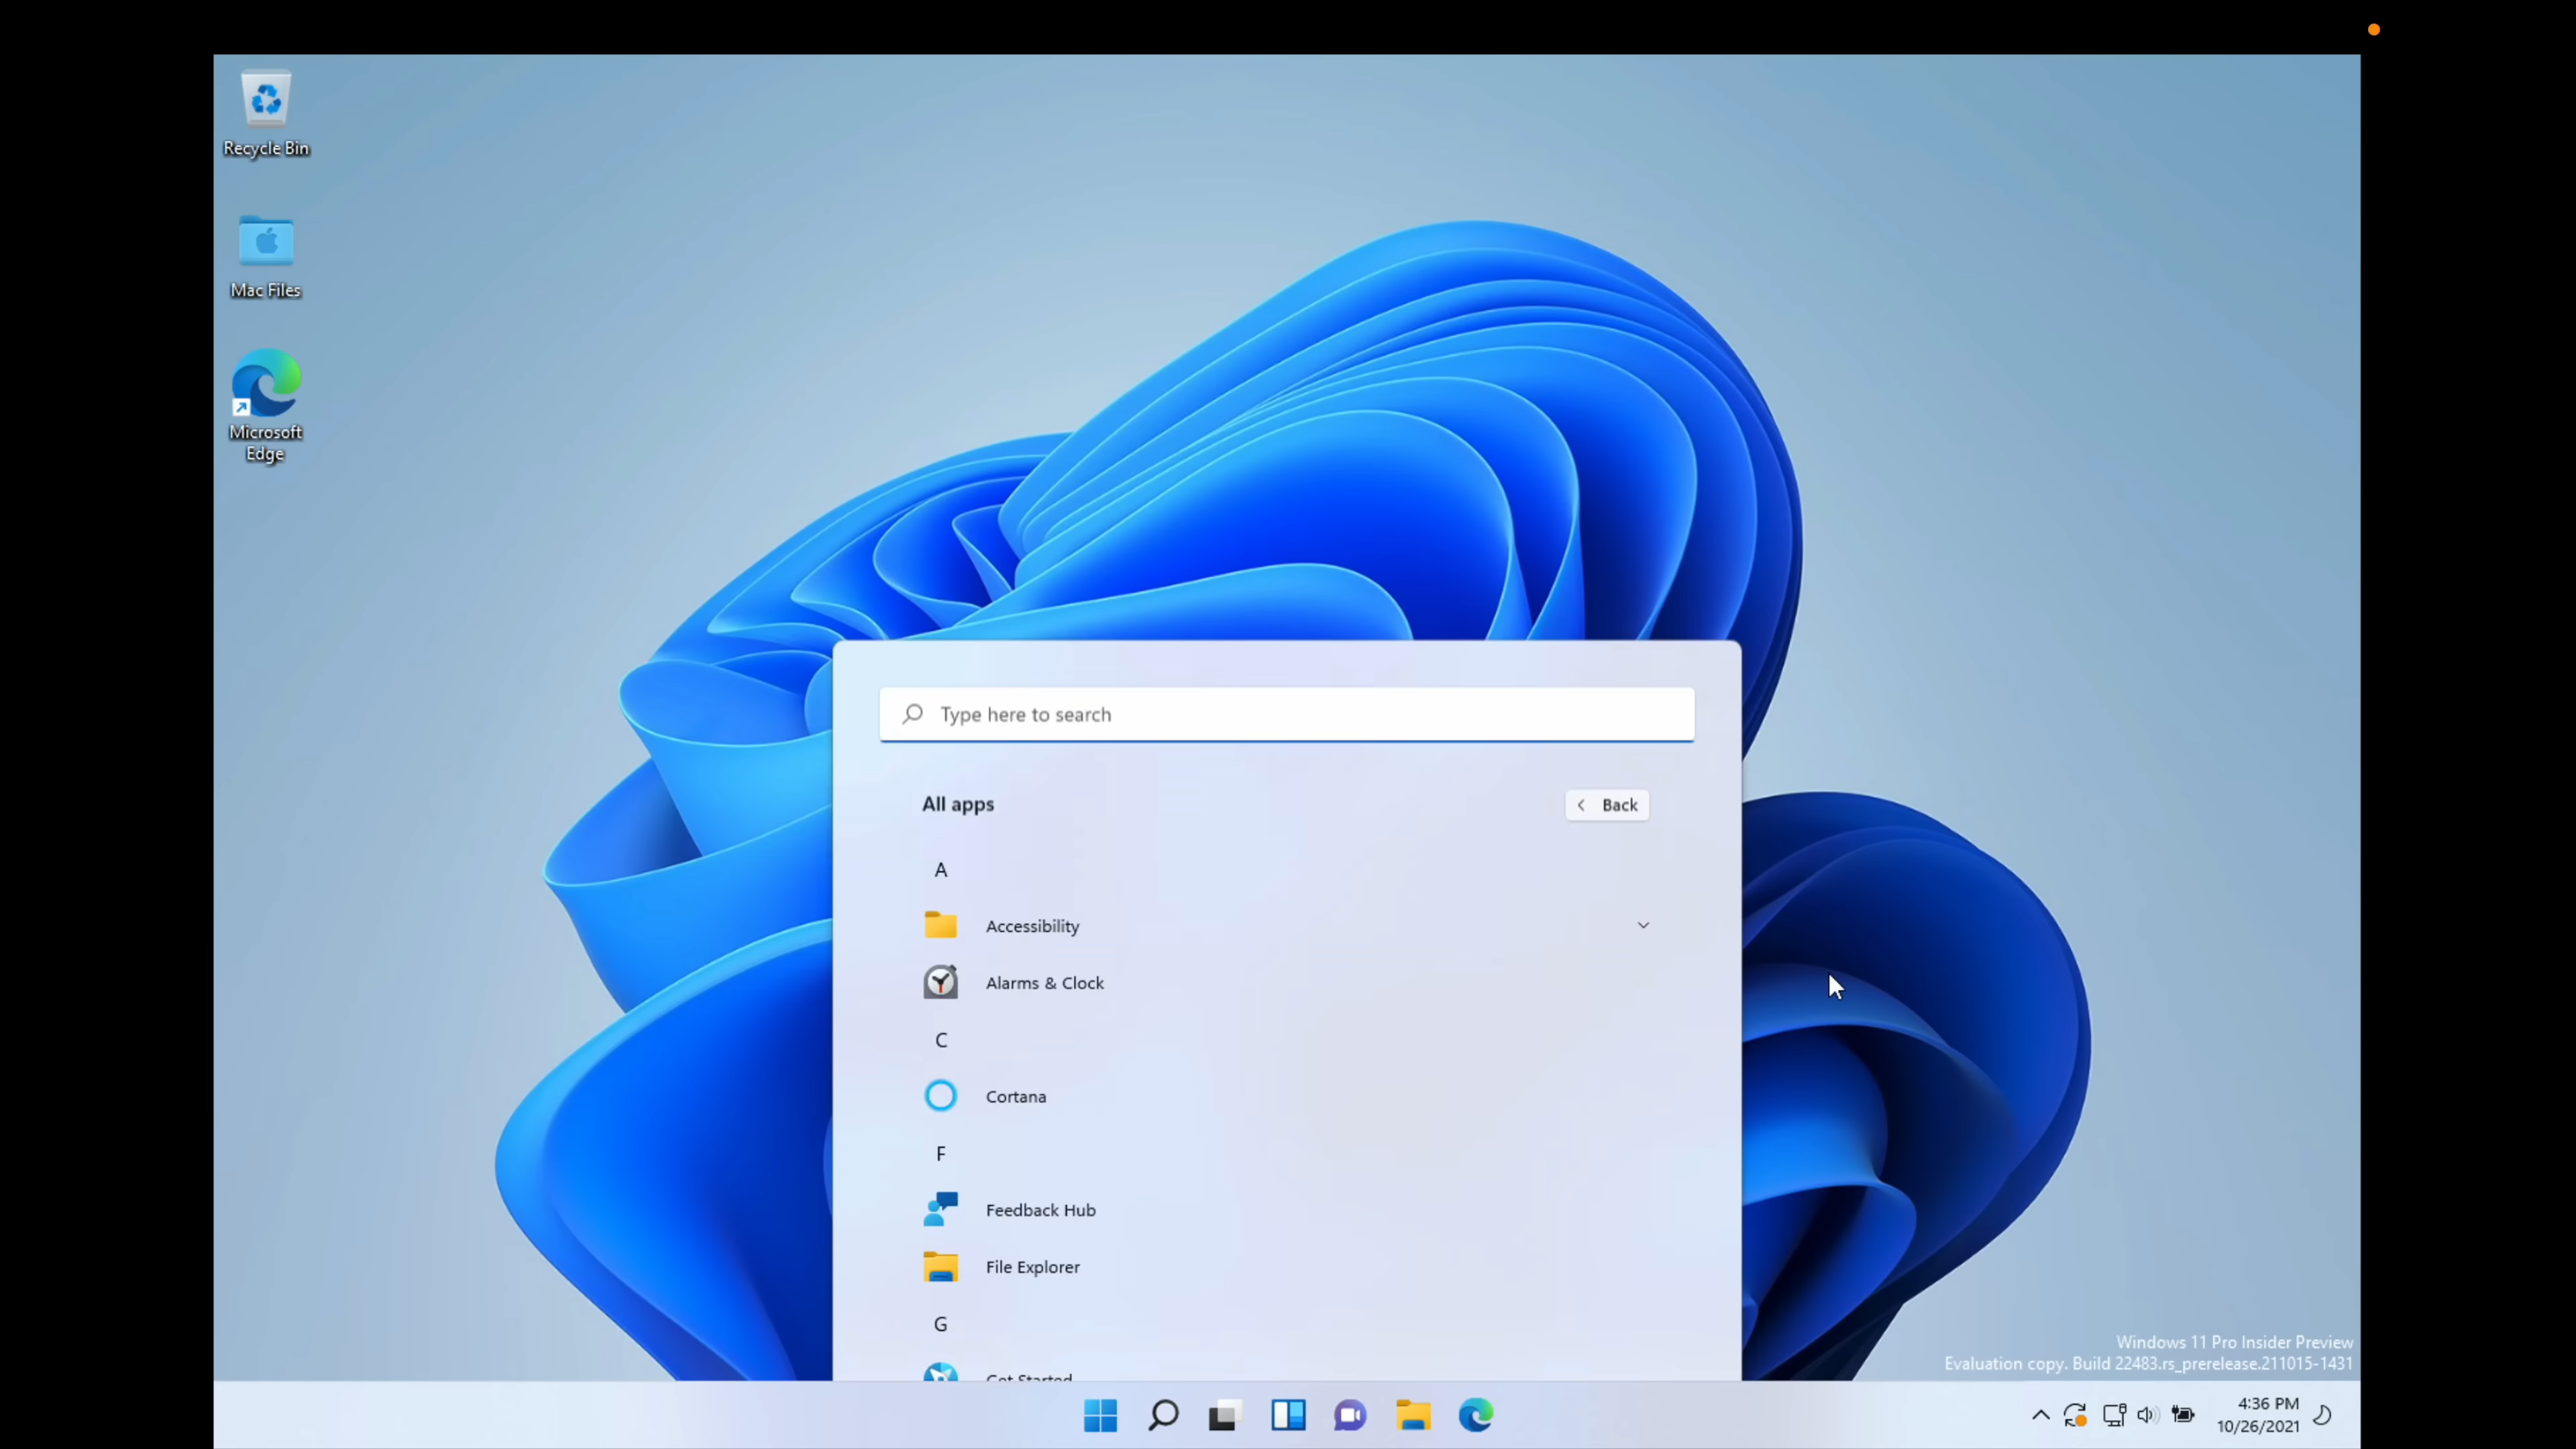 Recycle Bin
Mac Files
Microsoft
Edge
Type here to search
All apps
Back
A
Accessibility
Alarms & Clock
C
Cortana
F
Feedback Hub
File Explorer
G
Get Started
Windows 11 Pro Insider Preview
Evaluation copy. Build 22483.rs_prerelease.211015-1431
4:36 PM
10/26/2021